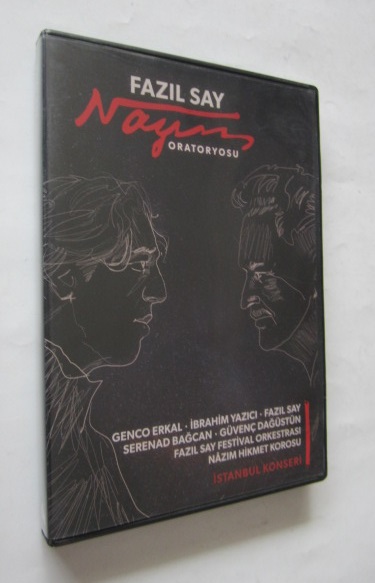 FAZIL SAY
Nâzım
ORATORYOSU
GENCO ERKAL · İBRAHİM YAZICI · FAZIL SAY
SERENAD BAĞCAN · GÜVENÇ DAĞÜSTÜN
FAZIL SAY FESTİVAL ORKESTRASI
NÂZIM HİKMET KOROSU
İSTANBUL KONSERİ